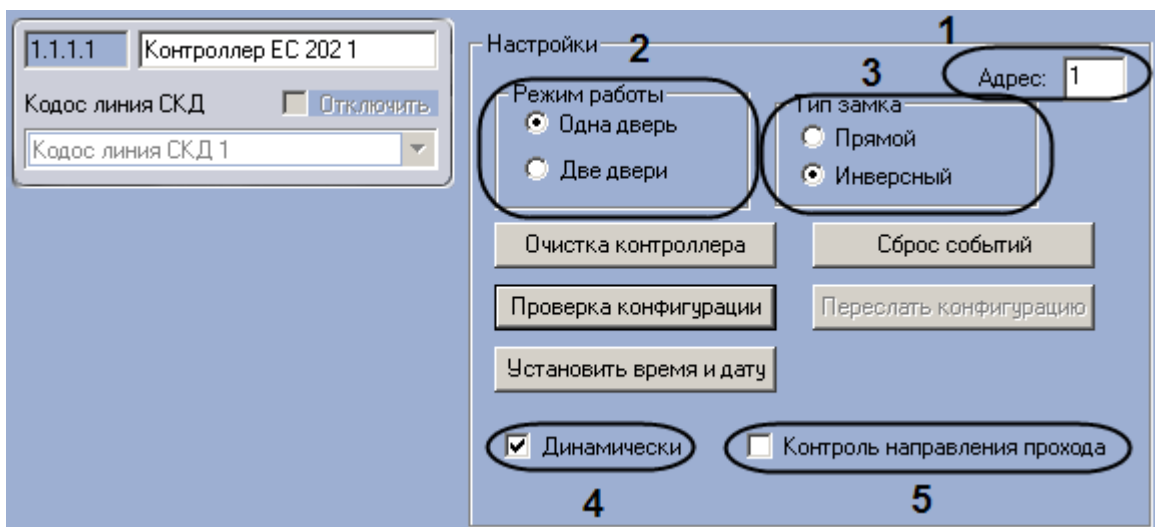 1.1.1.1 Контроллер ЕС 202 1
Кодос линия СКД Отключить
Кодос линия СКД 1
Настройки 2 1
3 Адрес: 1
Режим работы Тип замка
Одна дверь Прямой
Две двери Инверсный
Очистка контроллера Сброс событий
Проверка конфигурации Переслать конфигурацию
Установить время и дату
Динамически Контроль направления прохода
4 5